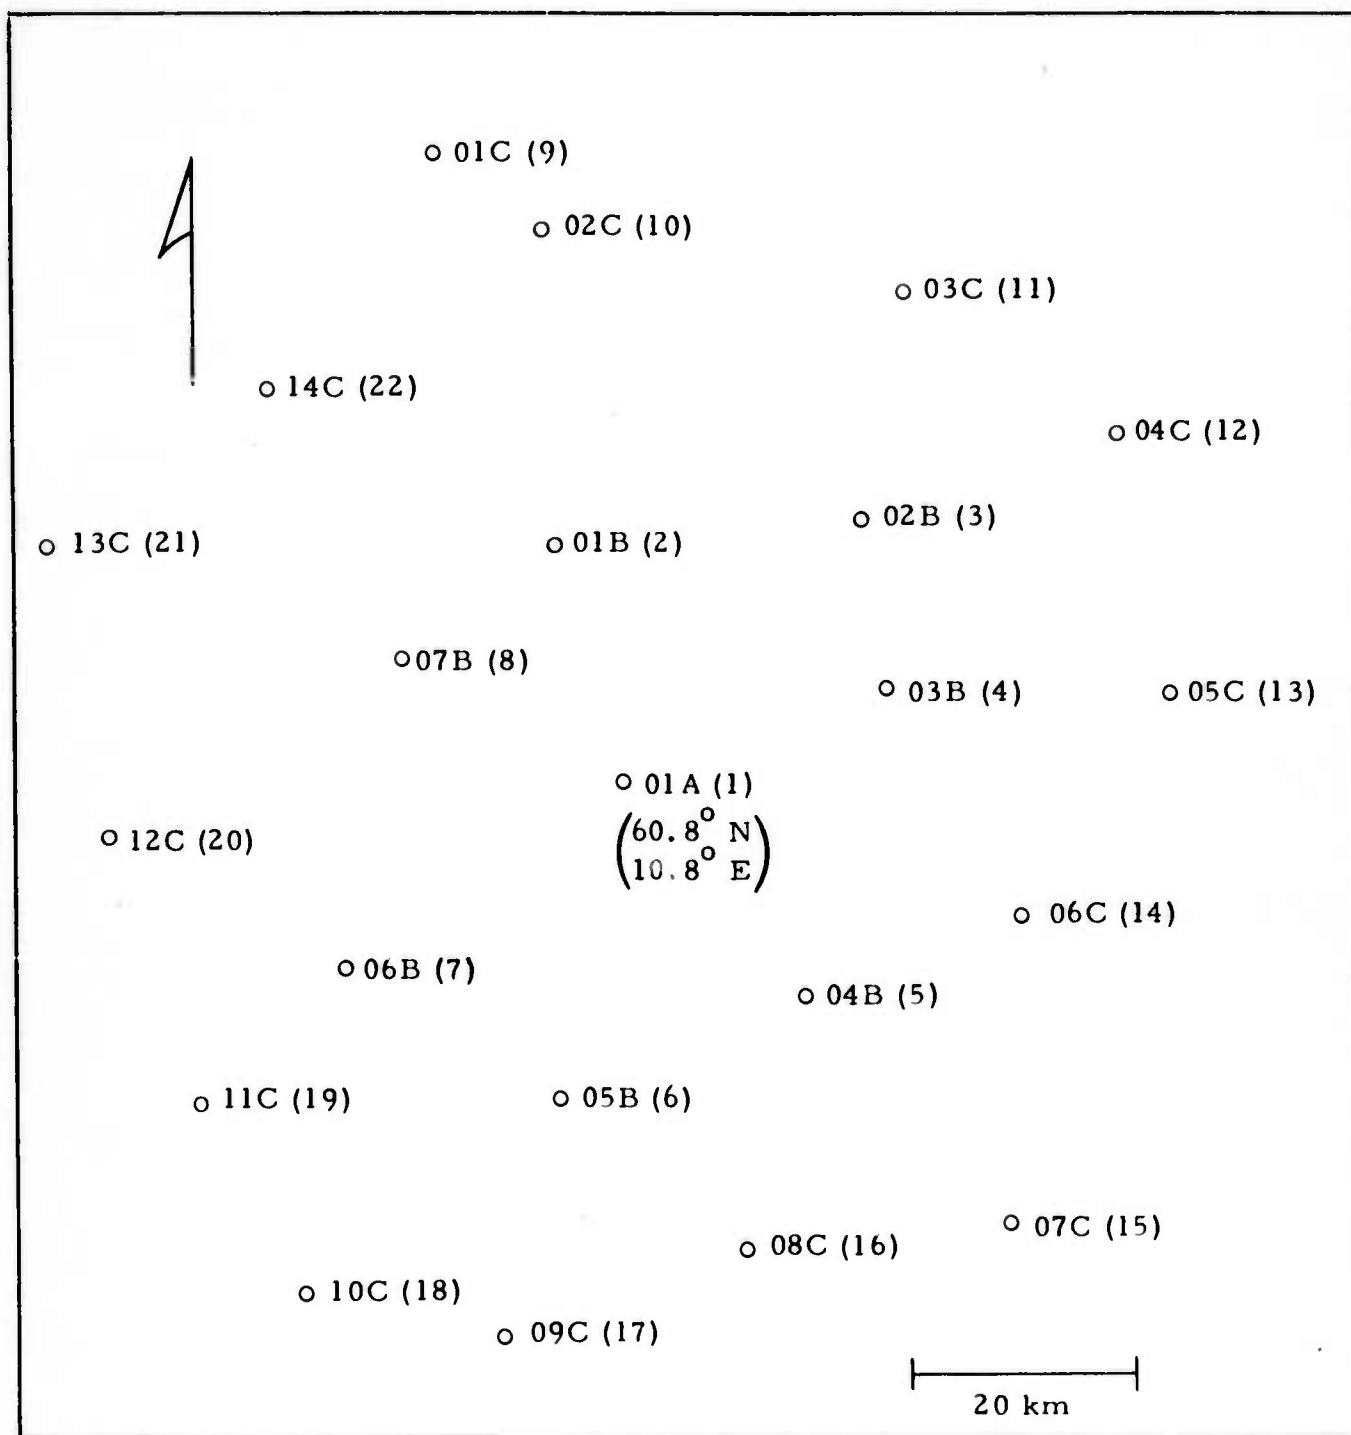 01C (9)
02C (10)
03C (11)
14C (22)
04C (12)
02B (3)
13C (21)
01B (2)
07B (8)
03B (4)
05C (13)
01A (1)
(60.8° N
10.8° E)
12C (20)
06C (14)
06B (7)
04B (5)
11C (19)
05B (6)
07C (15)
08C (16)
10C (18)
09C (17)
20 km